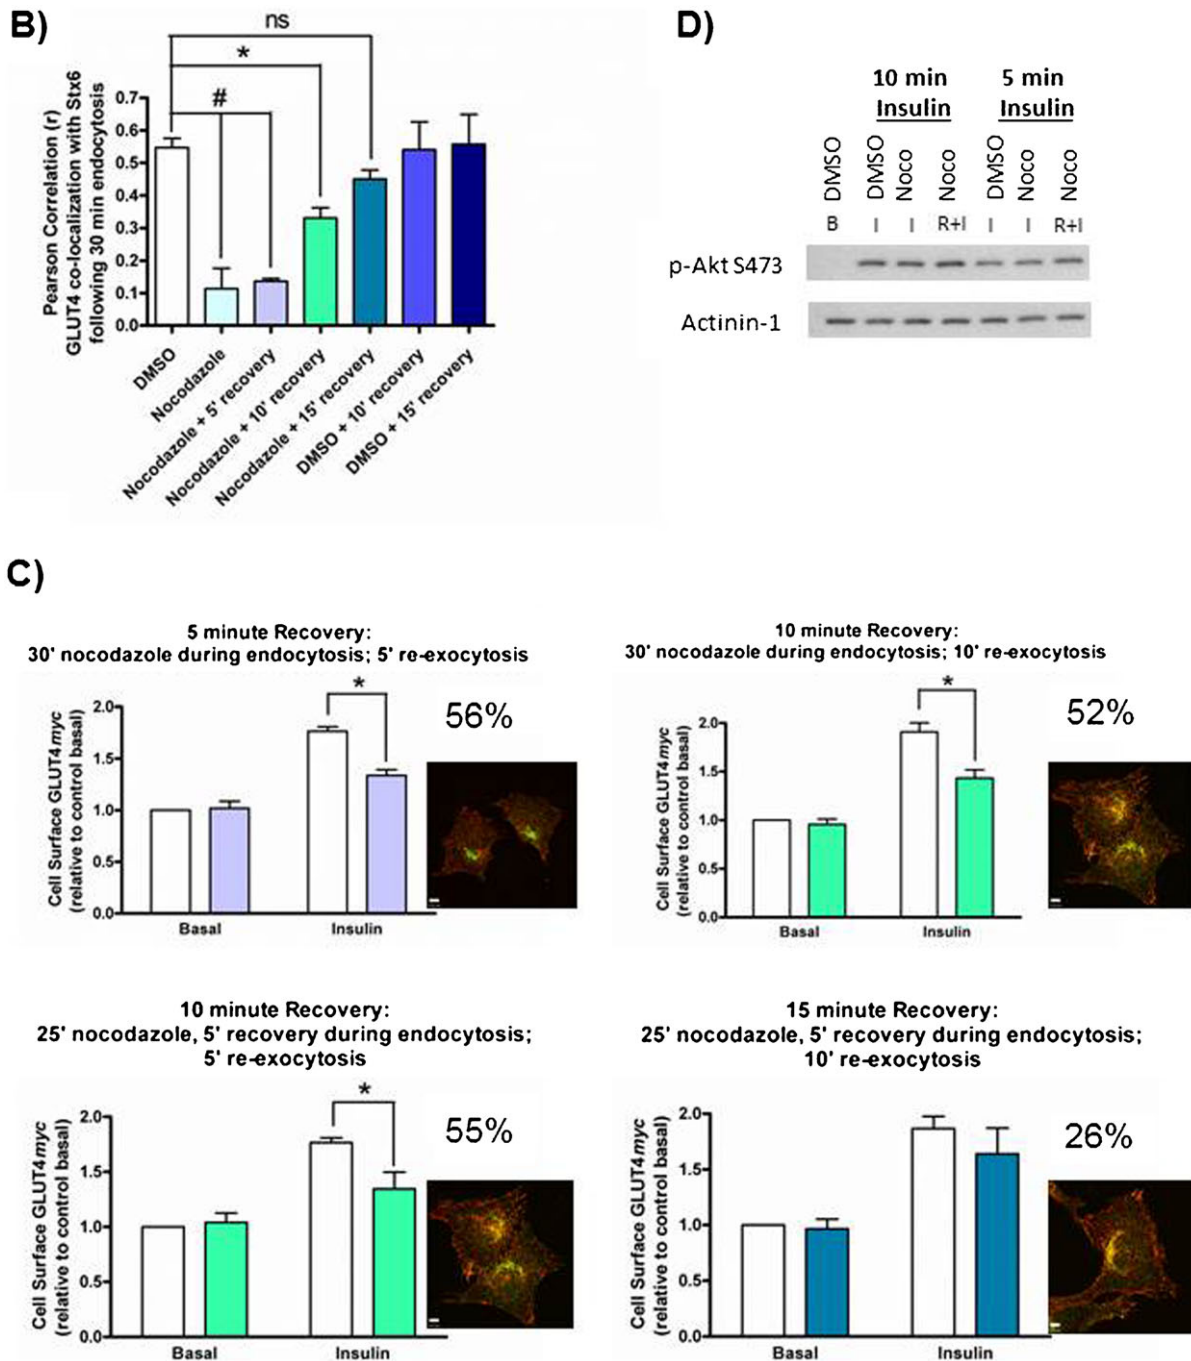 B)
ns
*
#
Pearson Correlation (r)
GLUT4 co-localization with Stx6
following 30 min endocytosis
0.7
0.6
0.5
0.4
0.3
0.2
0.1
0.0
DMSO
Nocodazole
Nocodazole + 5' recovery
Nocodazole + 10' recovery
Nocodazole + 15' recovery
DMSO + 10' recovery
DMSO + 15' recovery
D)
10 min
Insulin
5 min
Insulin
DMSO
DMSO
Noco
Noco
DMSO
Noco
Noco
B I I R+I I I R+I
p-Akt S473
Actinin-1
C)
5 minute Recovery:
30' nocodazole during endocytosis; 5' re-exocytosis
Cell Surface GLUT4myc
(relative to control basal)
2.0
1.5
1.0
0.5
0.0
*
56%
Basal Insulin
10 minute Recovery:
30' nocodazole during endocytosis; 10' re-exocytosis
Cell Surface GLUT4myc
(relative to control basal)
2.0
1.5
1.0
0.5
0.0
*
52%
Basal Insulin
10 minute Recovery:
25' nocodazole, 5' recovery during endocytosis;
5' re-exocytosis
Cell Surface GLUT4myc
(relative to control basal)
2.0
1.5
1.0
0.5
0.0
*
55%
Basal Insulin
15 minute Recovery:
25' nocodazole, 5' recovery during endocytosis;
10' re-exocytosis
Cell Surface GLUT4myc
(relative to control basal)
2.0
1.5
1.0
0.5
0.0
26%
Basal Insulin